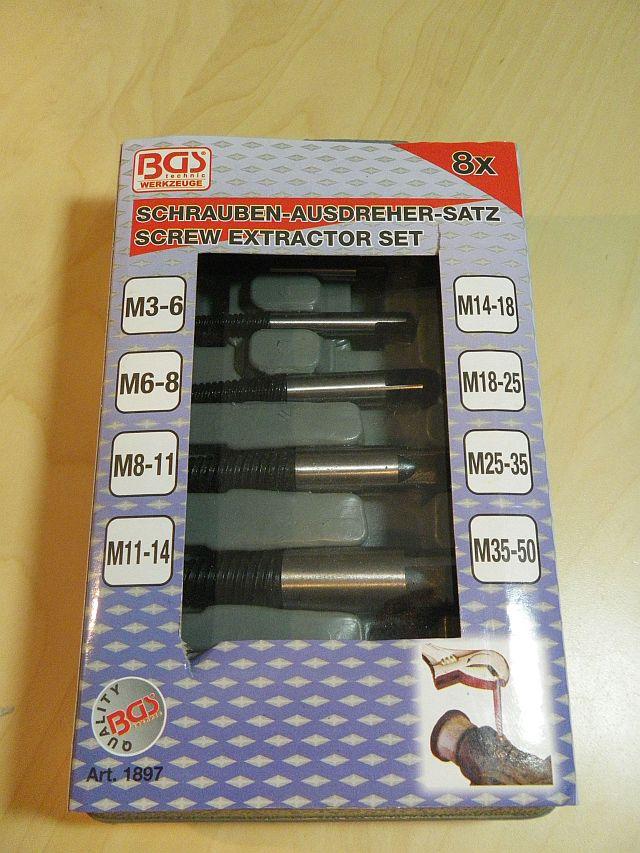 BGS
technic
WERKZEUGE
8x
SCHRAUBEN-AUSDREHER-SATZ
SCREW EXTRACTOR SET
M3-6
M6-8
M8-11
M11-14
M14-18
M18-25
M25-35
M35-50
QUALITY
BGS
technic
Art. 1897